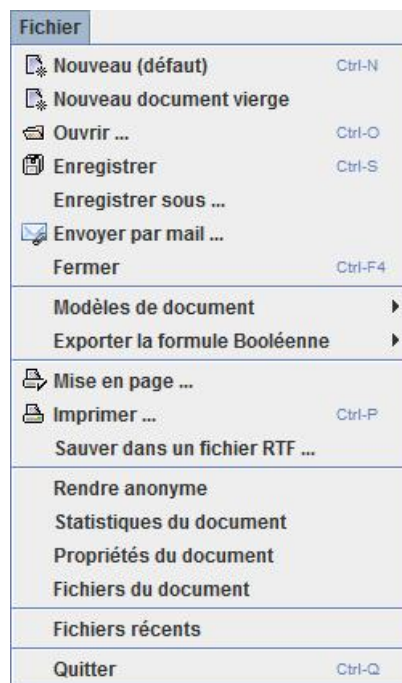 Fichier
Nouveau (défaut) Ctrl-N
Nouveau document vierge
Ouvrir ... Ctrl-O
Enregistrer Ctrl-S
Enregistrer sous ...
Envoyer par mail ...
Fermer Ctrl-F4
Modèles de document
Exporter la formule Booléenne
Mise en page ...
Imprimer ... Ctrl-P
Sauver dans un fichier RTF ...
Rendre anonyme
Statistiques du document
Propriétés du document
Fichiers du document
Fichiers récents
Quitter Ctrl-Q